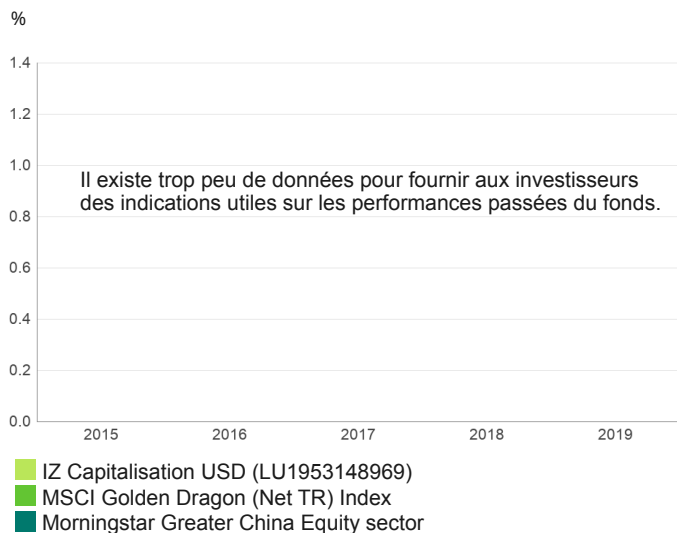 %
1.4
1.2
1.0
Il existe trop peu de données pour fournir aux investisseurs
des indications utiles sur les performances passées du fonds.
0.8
0.6
0.4
0.2
0.0
2015 2016 2017 2018 2019
IZ Capitalisation USD (LU1953148969)
MSCI Golden Dragon (Net TR) Index
Morningstar Greater China Equity sector